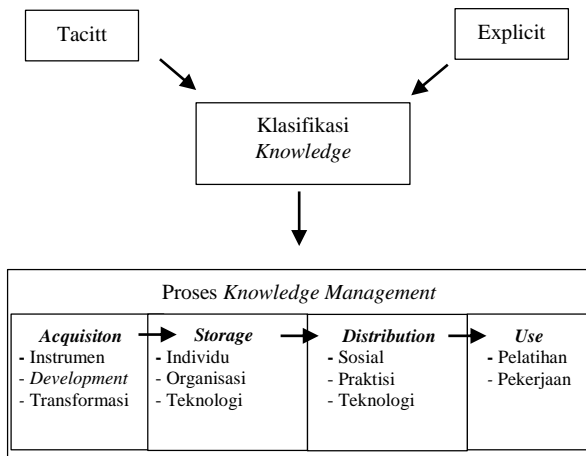 Tacitt
Explicit
Klasifikasi
Knowledge
Proses Knowledge Management
Acquisiton
- Instrumen
- Development
- Transformasi
Storage
- Individu
- Organisasi
- Teknologi
Distribution
- Sosial
- Praktisi
- Teknologi
Use
- Pelatihan
- Pekerjaan